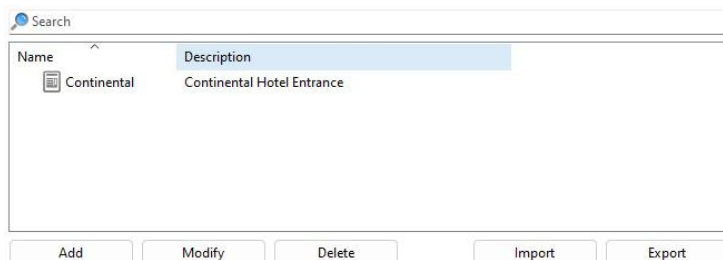 Search
Name Description
Continental Continental Hotel Entrance
Add Modify Delete Import Export